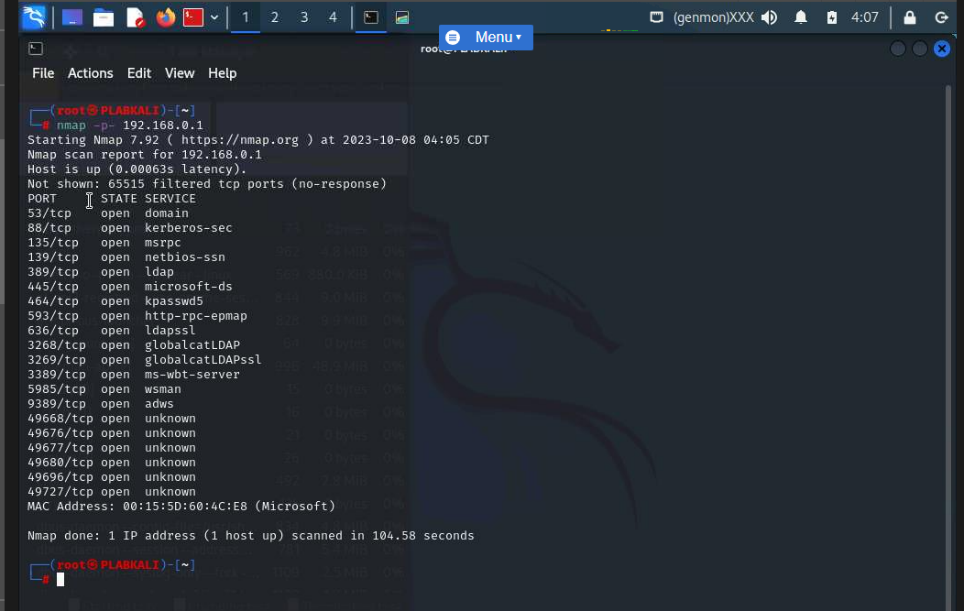 1 2 3 4 (genmon)XXX 4:07
Menu
File Actions Edit View Help
(root㉿PLABKALI)-[~]
# nmap -p- 192.168.0.1
Starting Nmap 7.92 ( https://nmap.org ) at 2023-10-08 04:05 CDT
Nmap scan report for 192.168.0.1
Host is up (0.00063s latency).
Not shown: 65515 filtered tcp ports (no-response)
PORT STATE SERVICE
53/tcp open domain
88/tcp open kerberos-sec
135/tcp open msrpc
139/tcp open netbios-ssn
389/tcp open ldap
445/tcp open microsoft-ds
464/tcp open kpasswd5
593/tcp open http-rpc-epmap
636/tcp open ldapssl
3268/tcp open globalcatLDAP
3269/tcp open globalcatLDAPssl
3389/tcp open ms-wbt-server
5985/tcp open wsman
9389/tcp open adws
49668/tcp open unknown
49676/tcp open unknown
49677/tcp open unknown
49680/tcp open unknown
49696/tcp open unknown
49727/tcp open unknown
MAC Address: 00:15:5D:60:4C:E8 (Microsoft)
Nmap done: 1 IP address (1 host up) scanned in 104.58 seconds
(root㉿PLABKALI)-[~]
#